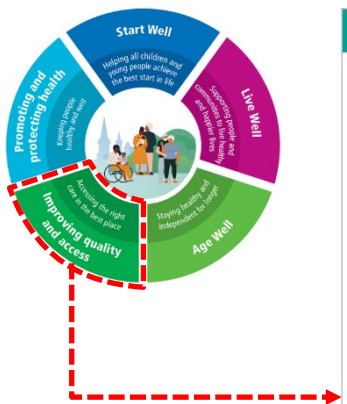 Start Well
Helping all children and
young people achieve
the best start in life
Live Well
Supporting people and
communities to live healthy
and happier lives
Age Well
Staying healthy and
independent for longer
Improving quality
and access
Accessing the right
care in the best place
Promoting and
protecting health
Keeping people
healthy and well